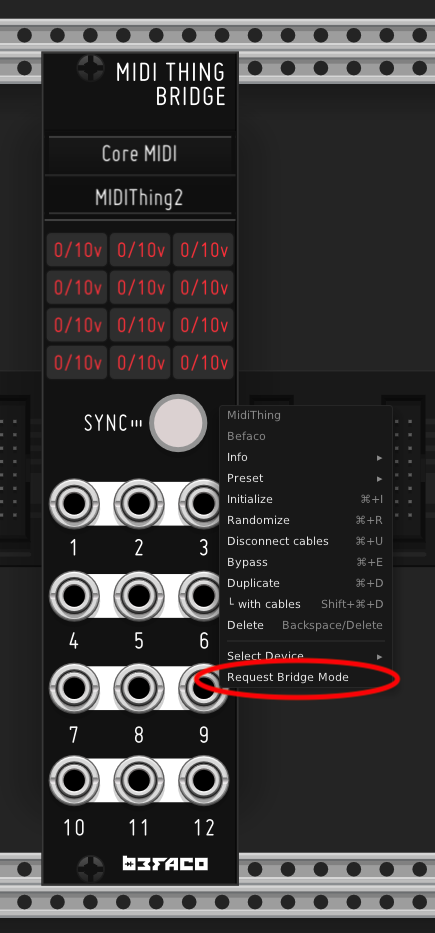 MIDI THING
BRIDGE
Core MIDI
MIDIThing2
0/10v 0/10v 0/10v
0/10v 0/10v 0/10v
0/10v 0/10v 0/10v
0/10v 0/10v 0/10v
SYNC
1 2 3
4 5 6
7 8 9
10 11 12
BEFACO
MidiThing
Befaco
Info ▸
Preset ▸
Initialize ⌘+I
Randomize ⌘+R
Disconnect cables ⌘+U
Bypass ⌘+E
Duplicate ⌘+D
└ with cables Shift+⌘+D
Delete Backspace/Delete
Select Device ▸
Request Bridge Mode